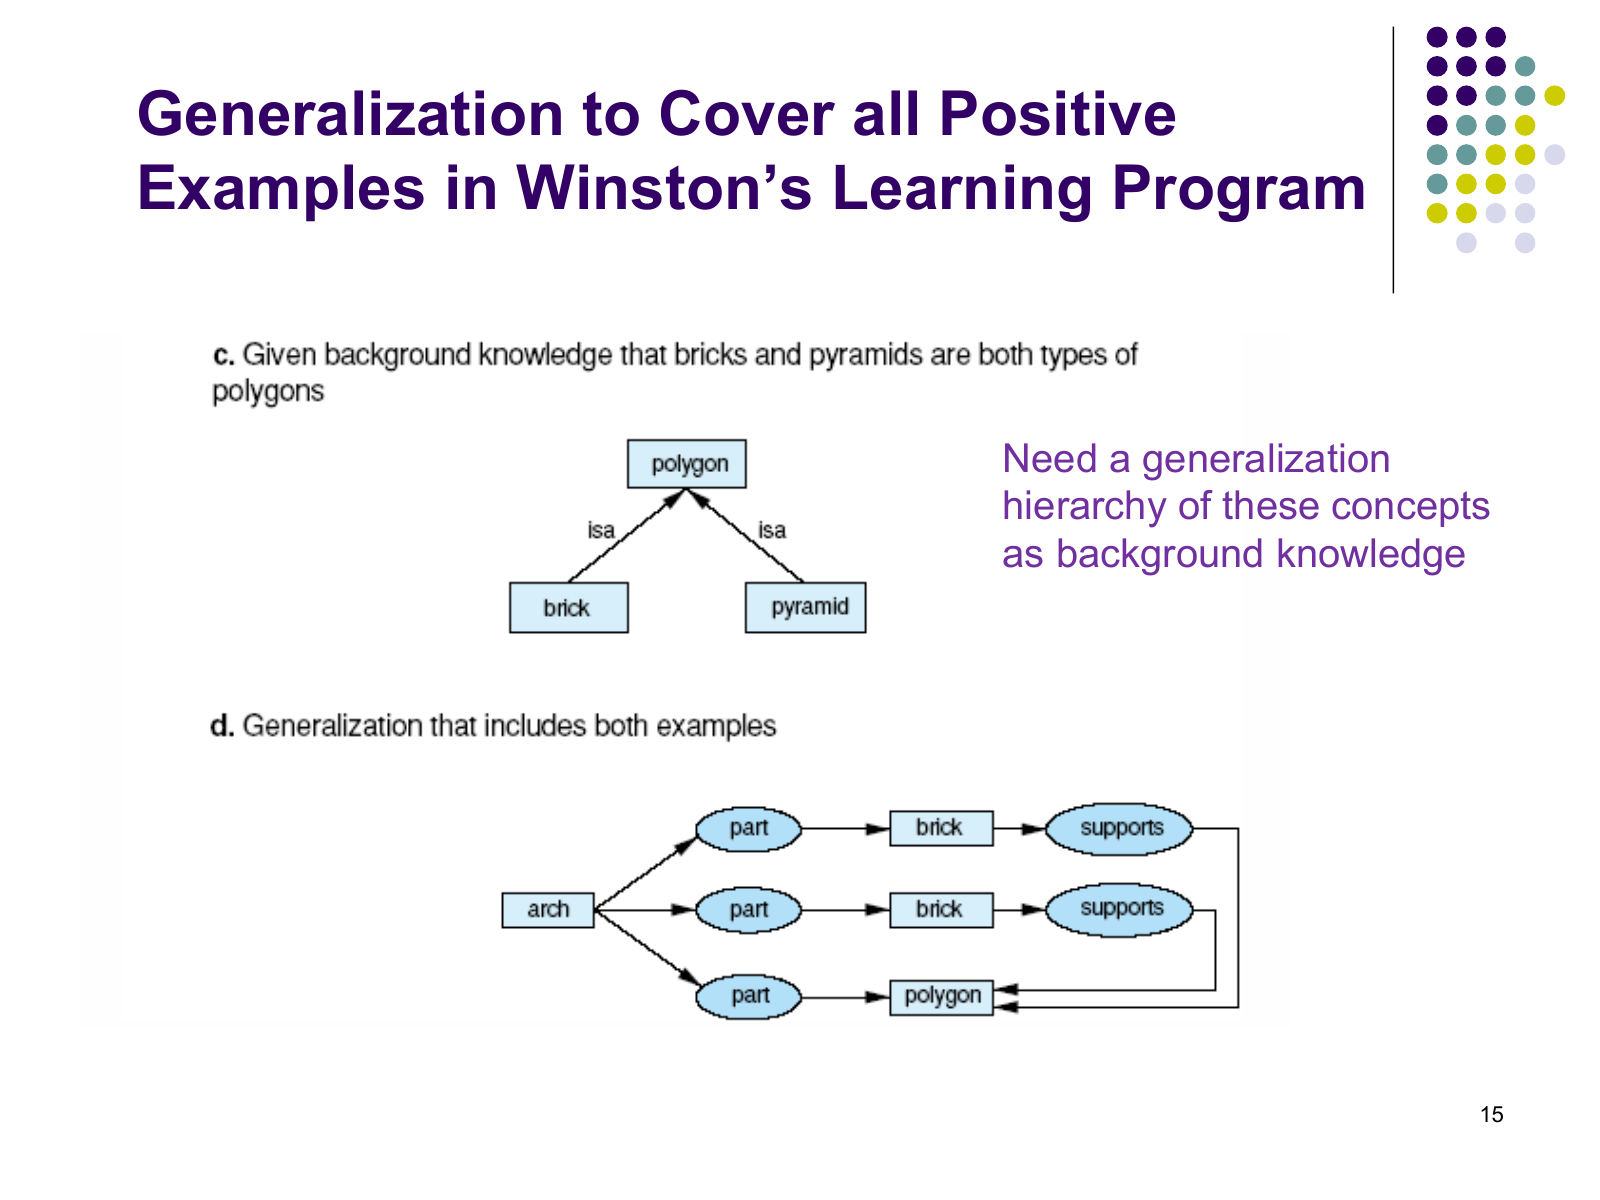 Generalization to Cover all Positive
Examples in Winston’s Learning Program
c. Given background knowledge that bricks and pyramids are both types of
polygons
polygon
isa
isa
brick
pyramid
Need a generalization
hierarchy of these concepts
as background knowledge
d. Generalization that includes both examples
part
brick
supports
arch
part
brick
supports
part
polygon
15